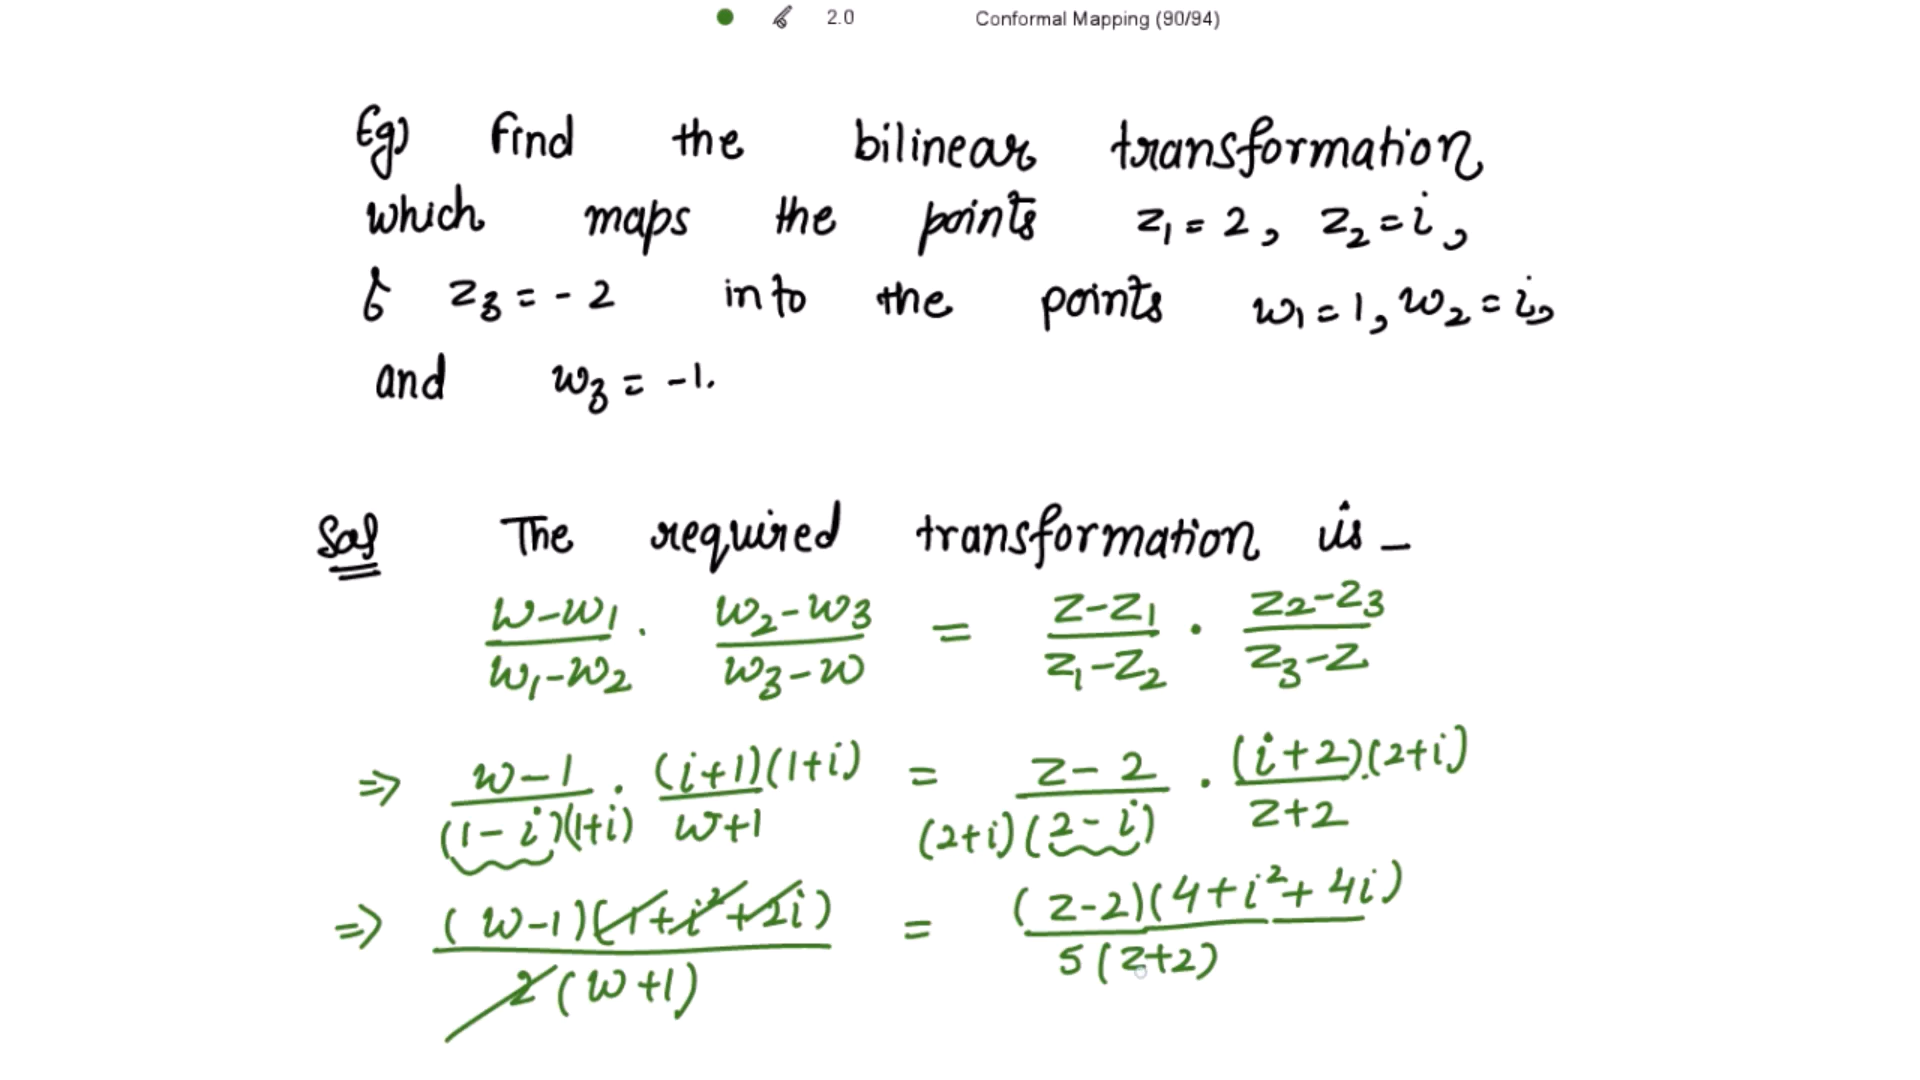 2.0 Conformal Mapping (90/94)
Eg) Find the bilinear transformation
which maps the points z₁ = 2, z₂ = i,
& z₃ = - 2 into the points w₁ = 1, w₂ = i,
and w₃ = -1.
Sol The required transformation is -
(w-w₁)/(w₁-w₂) · (w₂-w₃)/(w₃-w) = (z-z₁)/(z₁-z₂) · (z₂-z₃)/(z₃-z)
⇒ (w-1)/((1-i)(1+i)) · ((i+1)(1+i))/(w+1) = (z-2)/((2+i)(2-i)) · ((i+2).(2+i))/(z+2)
⇒ ((w-1)(1+i²+2i))/(2(w+1)) = ((z-2)(4+i²+4i))/(5(z+2))